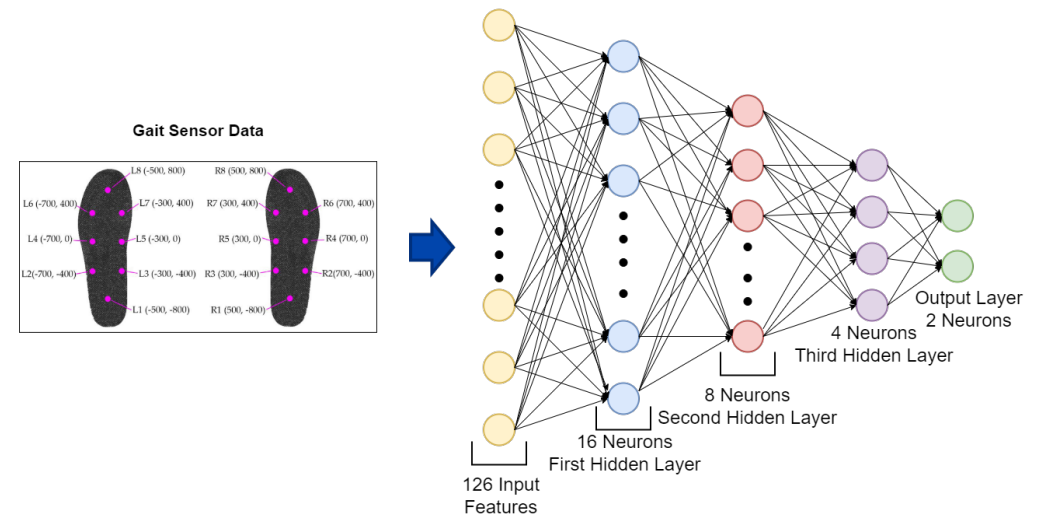 Gait Sensor Data
L8 (-500, 800)
R8 (500, 800)
L6 (-700, 400)
L7 (-300, 400)
R7 (300, 400)
R6 (700, 400)
L4 (-700, 0)
L5 (-300, 0)
R5 (300, 0)
R4 (700, 0)
L2(-700, -400)
L3 (-300, -400)
R3 (300, -400)
R2(700, -400)
L1 (-500, -800)
R1 (500, -800)
126 Input
Features
16 Neurons
First Hidden Layer
8 Neurons
Second Hidden Layer
4 Neurons
Third Hidden Layer
Output Layer
2 Neurons